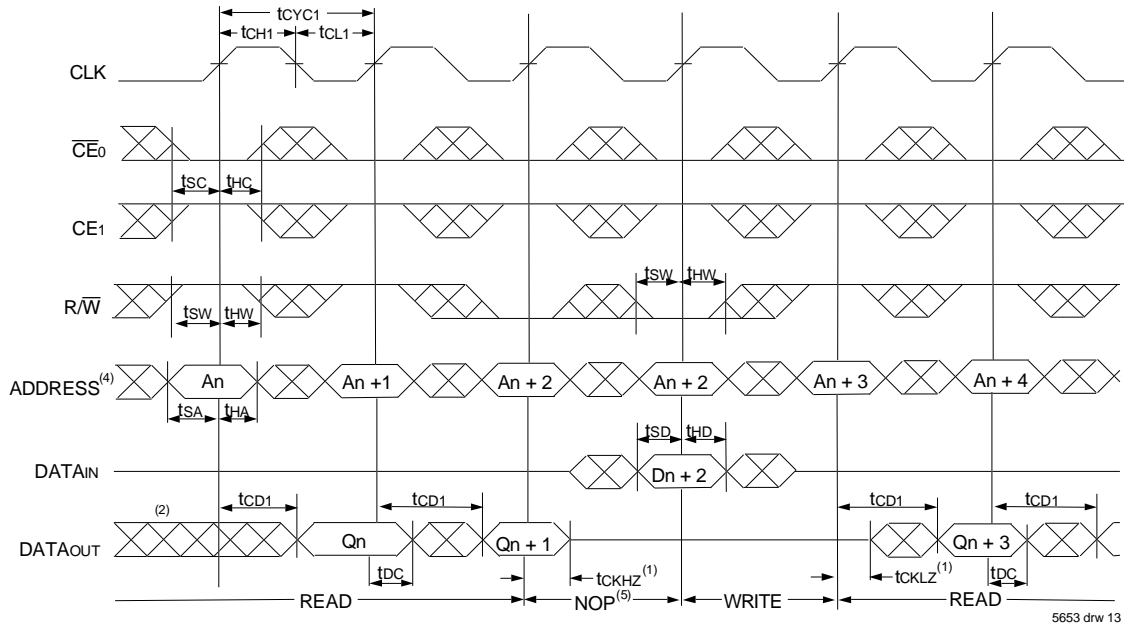 tCYC1
tCH1 tCL1
CLK
CE0
tSC tHC
CE1
tSW tHW
R/W
tSW tHW
ADDRESS(4) An An +1 An + 2 An + 2 An + 3 An + 4
tSA tHA
tSD tHD
DATAIN Dn + 2
tCD1 tCD1 tCD1 tCD1
(2)
DATAOUT Qn Qn + 1 Qn + 3
tDC tCKHZ(1) tCKLZ(1) tDC
READ NOP(5) WRITE READ
5653 drw 13